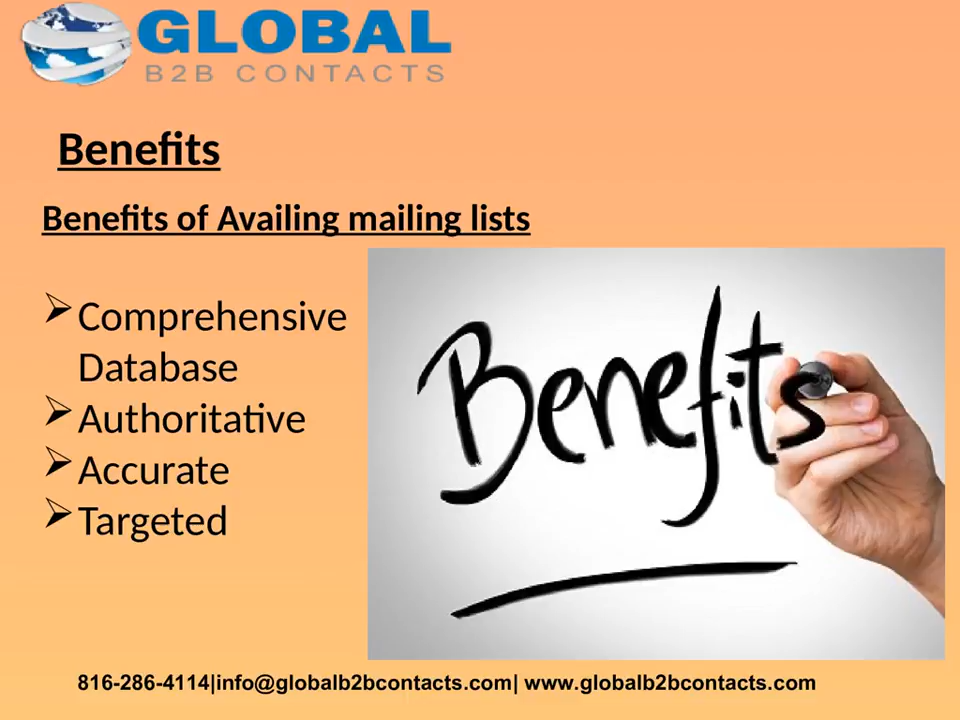 GLOBAL
B2B CONTACTS
Benefits
Benefits of Availing mailing lists
Comprehensive
Database
Authoritative
Accurate
Targeted
Benefits
816-286-4114|info@globalb2bcontacts.com| www.globalb2bcontacts.com